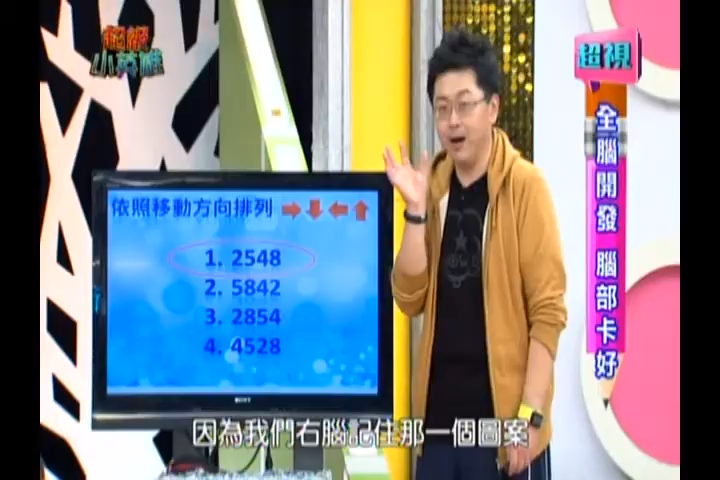 超級
小英雄
超視
全腦開發 腦部卡好
依照移動方向排列
1. 2548
2. 5842
3. 2854
4. 4528
SONY
因為我們右腦記住那一個圖案